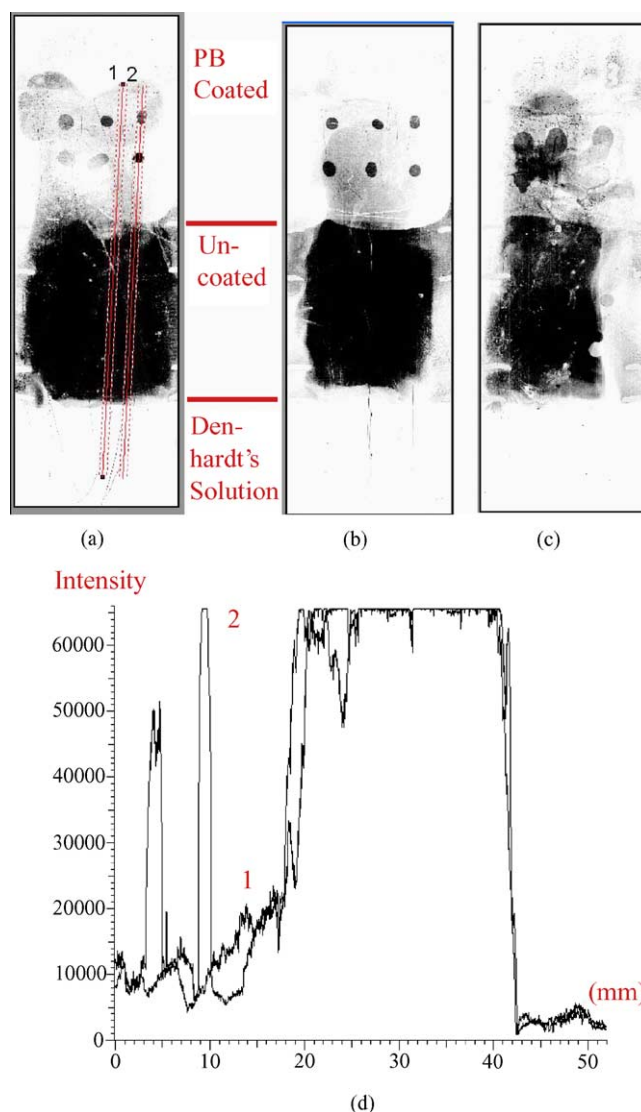 1 2
PB
Coated
Un-
coated
Den-
hardt's
Solution
(a)
(b)
(c)
Intensity
60000
50000
40000
30000
20000
10000
0
2
1
(mm)
0
10
20
30
40
50
(d)